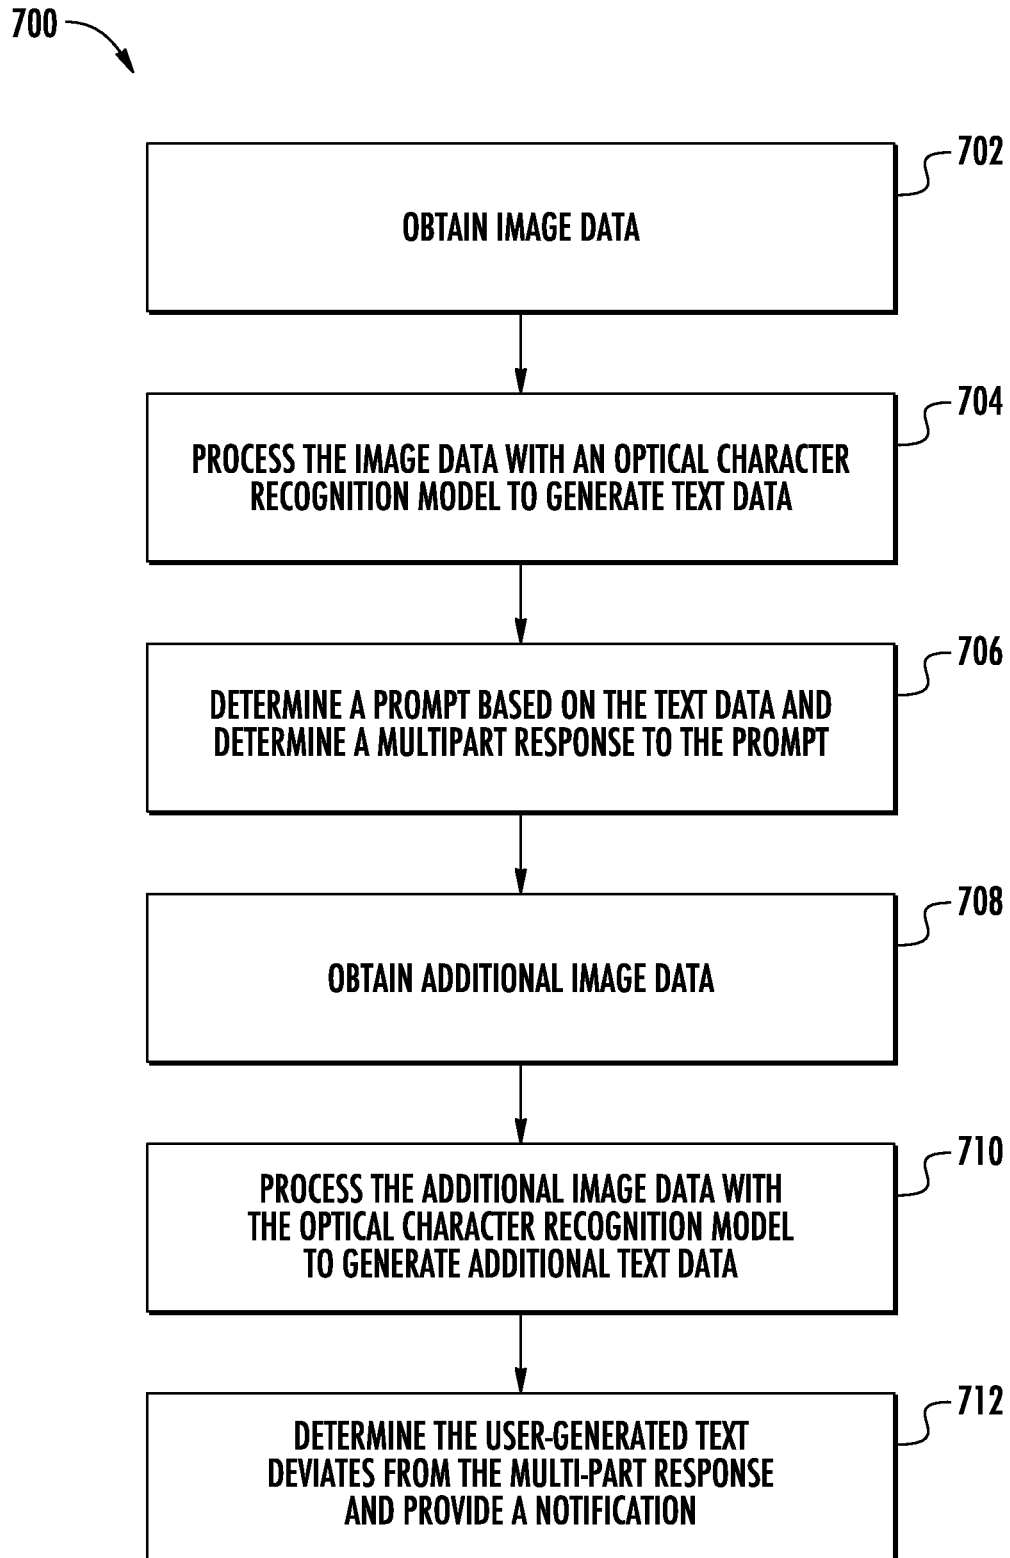 700
702
OBTAIN IMAGE DATA
704
PROCESS THE IMAGE DATA WITH AN OPTICAL CHARACTER
RECOGNITION MODEL TO GENERATE TEXT DATA
706
DETERMINE A PROMPT BASED ON THE TEXT DATA AND
DETERMINE A MULTIPART RESPONSE TO THE PROMPT
708
OBTAIN ADDITIONAL IMAGE DATA
710
PROCESS THE ADDITIONAL IMAGE DATA WITH
THE OPTICAL CHARACTER RECOGNITION MODEL
TO GENERATE ADDITIONAL TEXT DATA
712
DETERMINE THE USER-GENERATED TEXT
DEVIATES FROM THE MULTI-PART RESPONSE
AND PROVIDE A NOTIFICATION